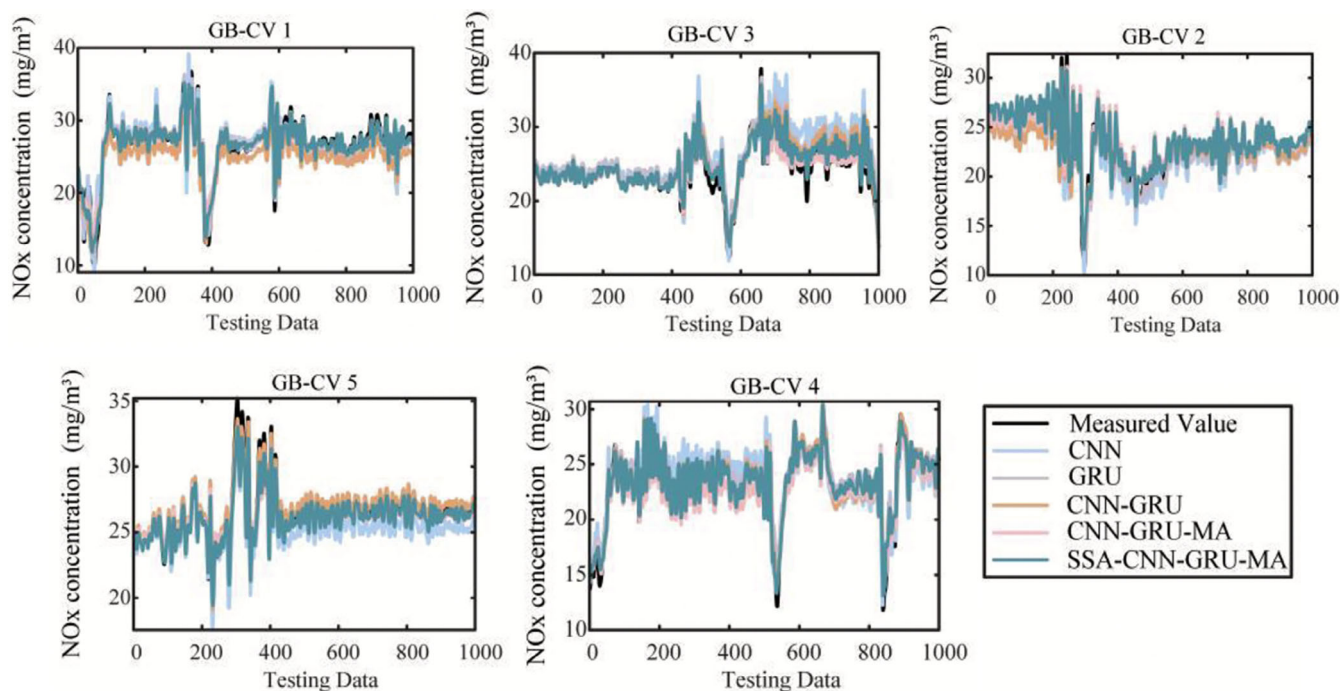 GB-CV 1
NOx concentration (mg/m³)
40
30
20
10
0 200 400 600 800 1000
Testing Data
GB-CV 3
NOx concentration (mg/m³)
40
30
20
10
0 200 400 600 800 1000
Testing Data
GB-CV 2
NOx concentration (mg/m³)
30
25
20
15
10
0 200 400 600 800 1000
Testing Data
GB-CV 5
NOx concentration (mg/m³)
35
30
25
20
0 200 400 600 800 1000
Testing Data
GB-CV 4
NOx concentration (mg/m³)
30
25
20
15
10
0 200 400 600 800 1000
Testing Data
Measured Value
CNN
GRU
CNN-GRU
CNN-GRU-MA
SSA-CNN-GRU-MA